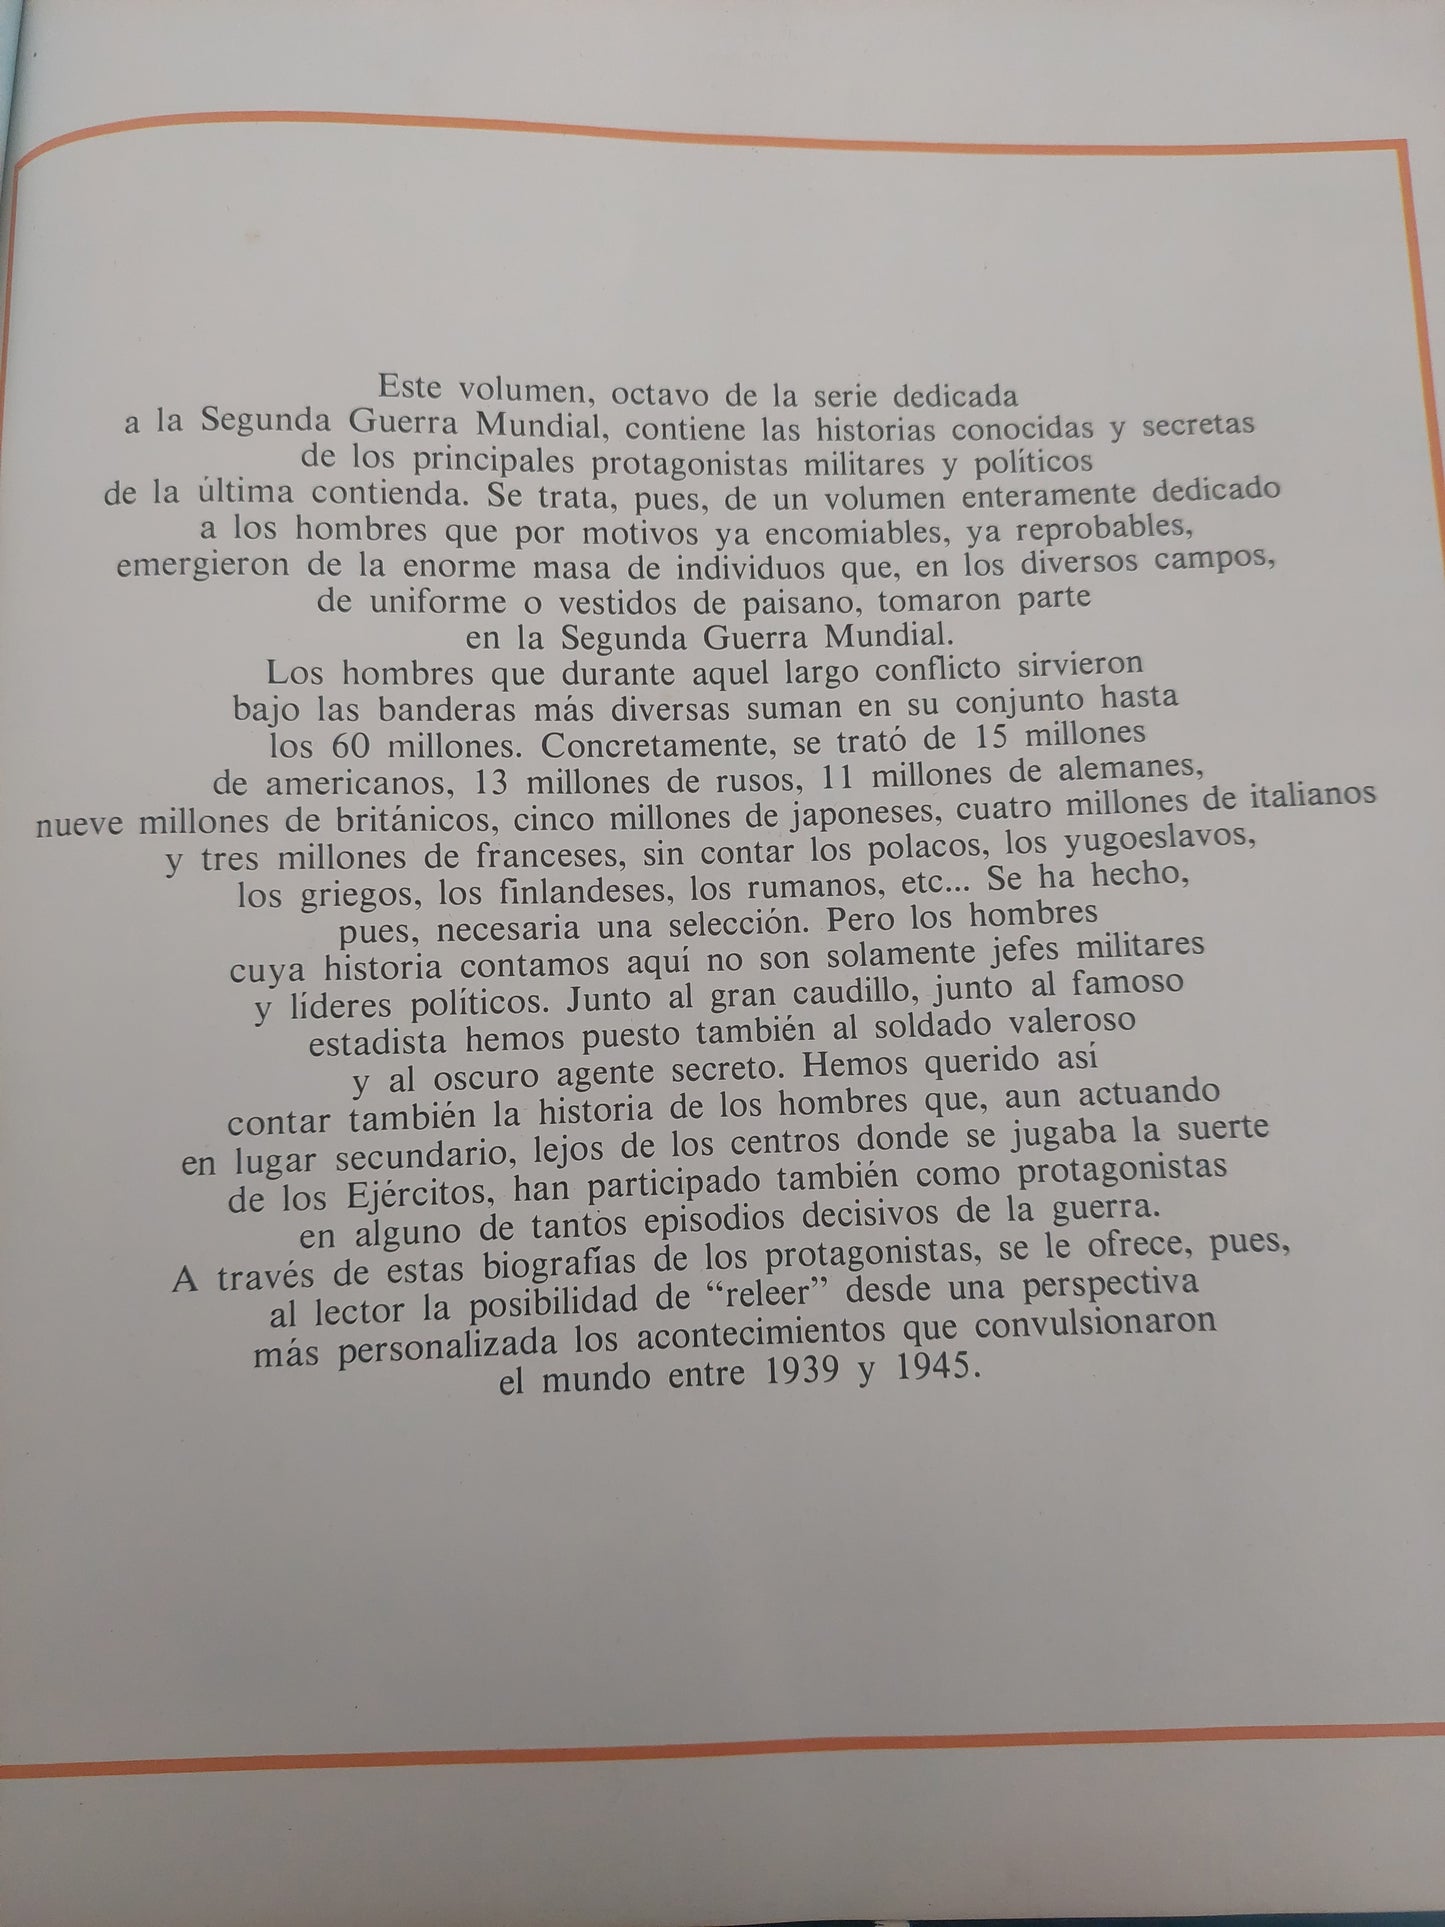 Este volumen, octavo de la serie dedicada
a la Segunda Guerra Mundial, contiene las historias conocidas y secretas
de los principales protagonistas militares y políticos
de la última contienda. Se trata, pues, de un volumen enteramente dedicado
a los hombres que por motivos ya encomiables, ya reprobables,
emergieron de la enorme masa de individuos que, en los diversos campos,
de uniforme o vestidos de paisano, tomaron parte
en la Segunda Guerra Mundial.
Los hombres que durante aquel largo conflicto sirvieron
bajo las banderas más diversas suman en su conjunto hasta
los 60 millones. Concretamente, se trató de 15 millones
de americanos, 13 millones de rusos, 11 millones de alemanes,
nueve millones de británicos, cinco millones de japoneses, cuatro millones de italianos
y tres millones de franceses, sin contar los polacos, los yugoeslavos,
los griegos, los finlandeses, los rumanos, etc... Se ha hecho,
pues, necesaria una selección. Pero los hombres
cuya historia contamos aquí no son solamente jefes militares
y líderes políticos. Junto al gran caudillo, junto al famoso
estadista hemos puesto también al soldado valeroso
y al oscuro agente secreto. Hemos querido así
contar también la historia de los hombres que, aun actuando
en lugar secundario, lejos de los centros donde se jugaba la suerte
de los Ejércitos, han participado también como protagonistas
en alguno de tantos episodios decisivos de la guerra.
A través de estas biografías de los protagonistas, se le ofrece, pues,
al lector la posibilidad de “releer” desde una perspectiva
más personalizada los acontecimientos que convulsionaron
el mundo entre 1939 y 1945.